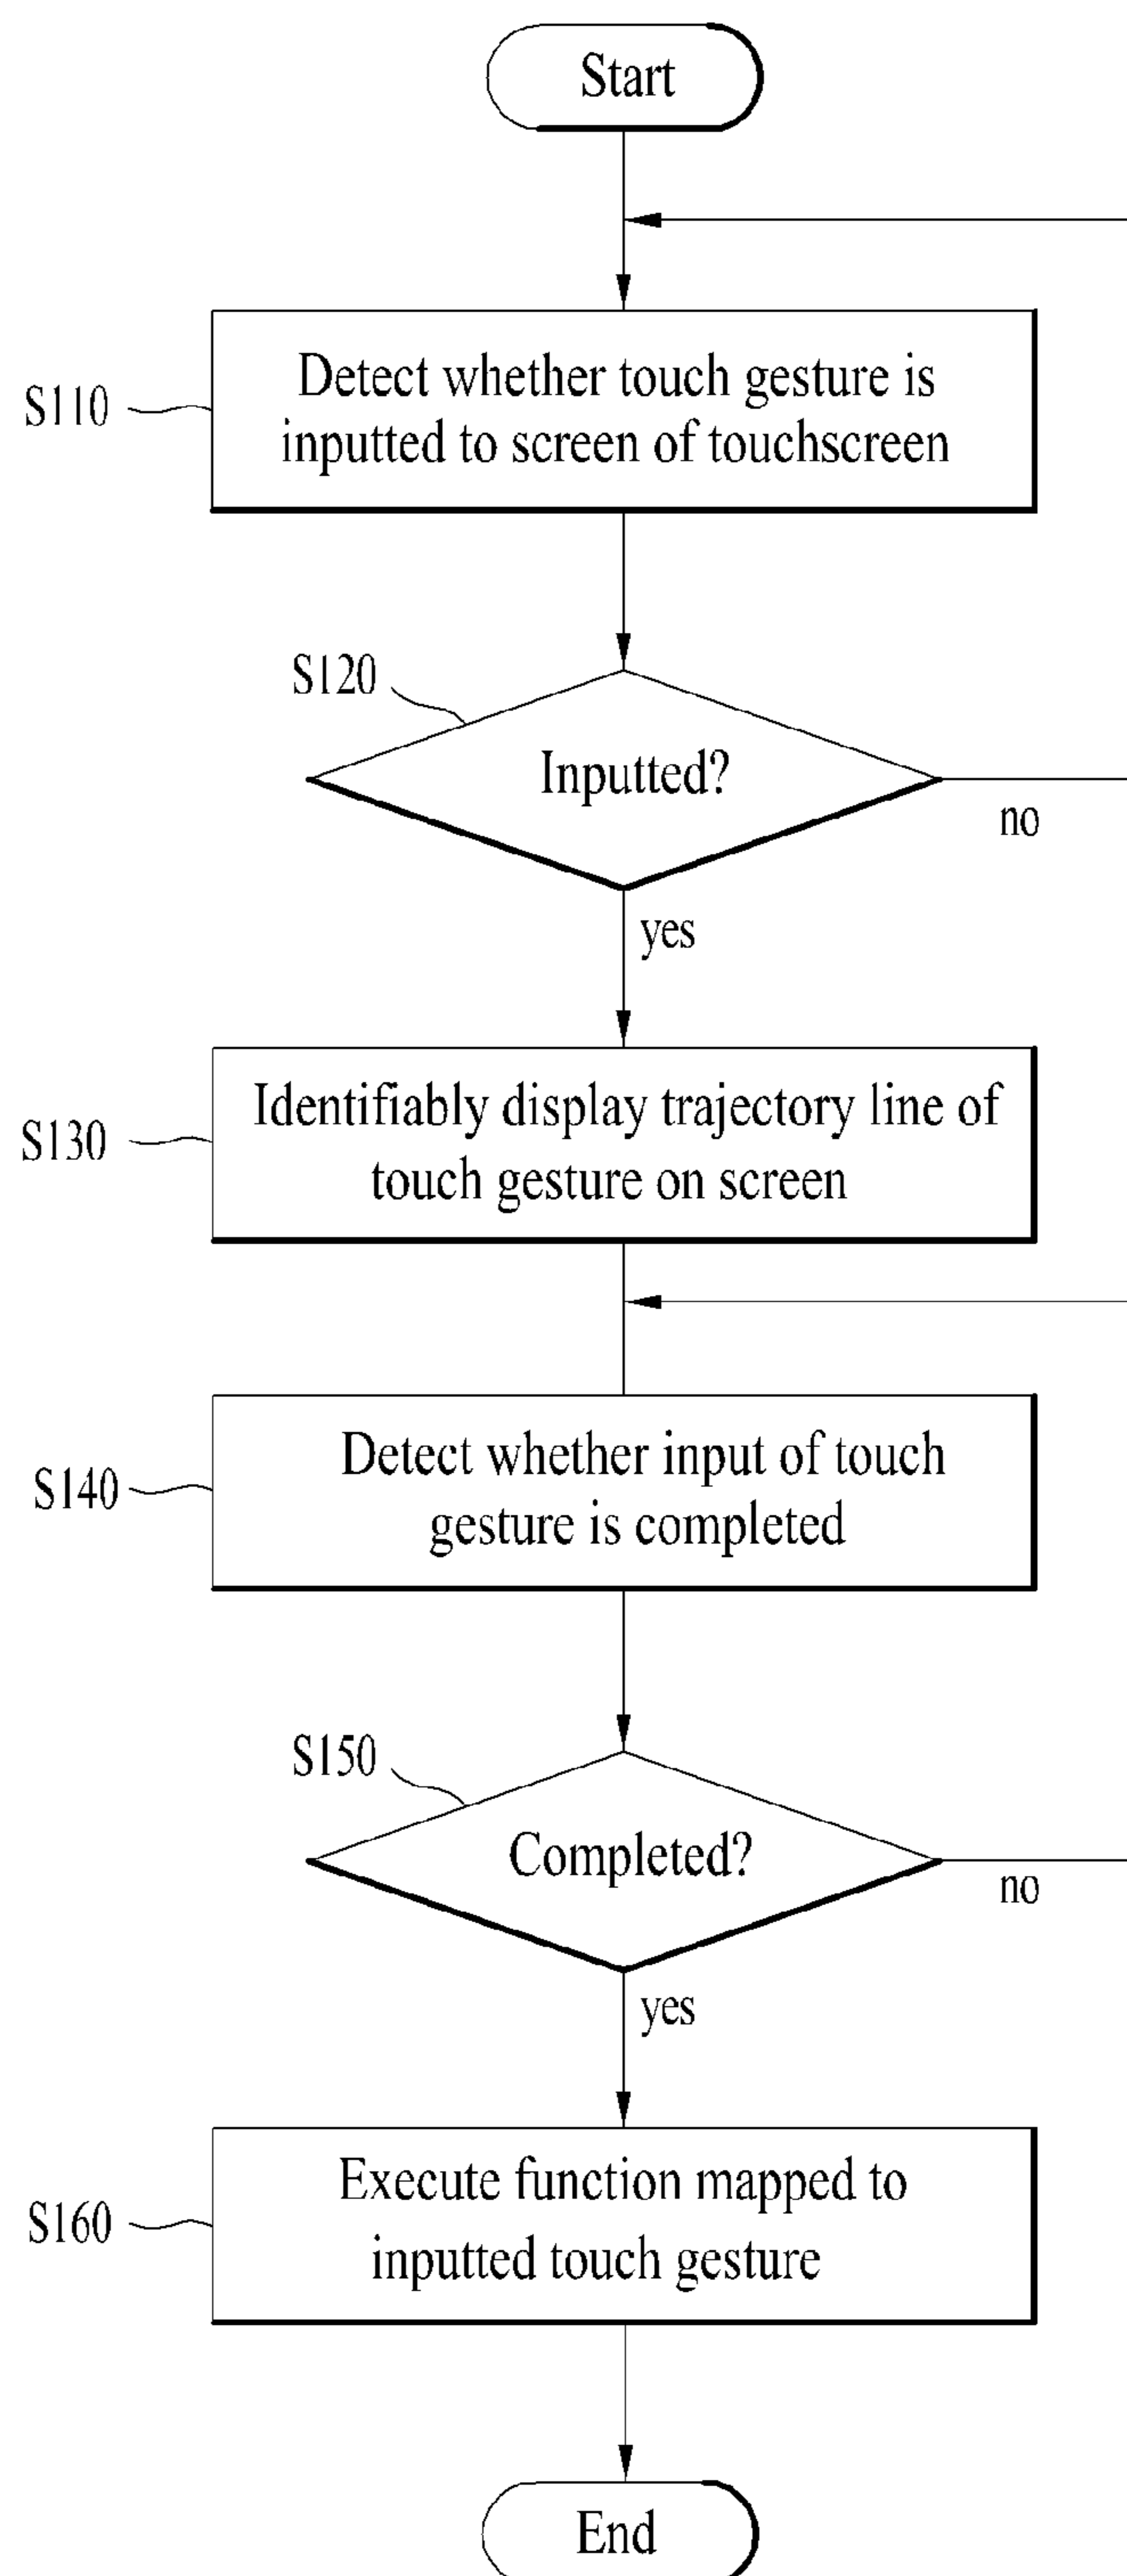 Start
Detect whether touch gesture is
S110
inputted to screen of touchscreen
S120
Inputted?
no
yes
Identifiably display trajectory line of
S130
touch gesture on screen
Detect whether input of touch
S140
gesture is completed
S150
Completed?
no
yes
Execute function mapped to
S160
inputted touch gesture
End